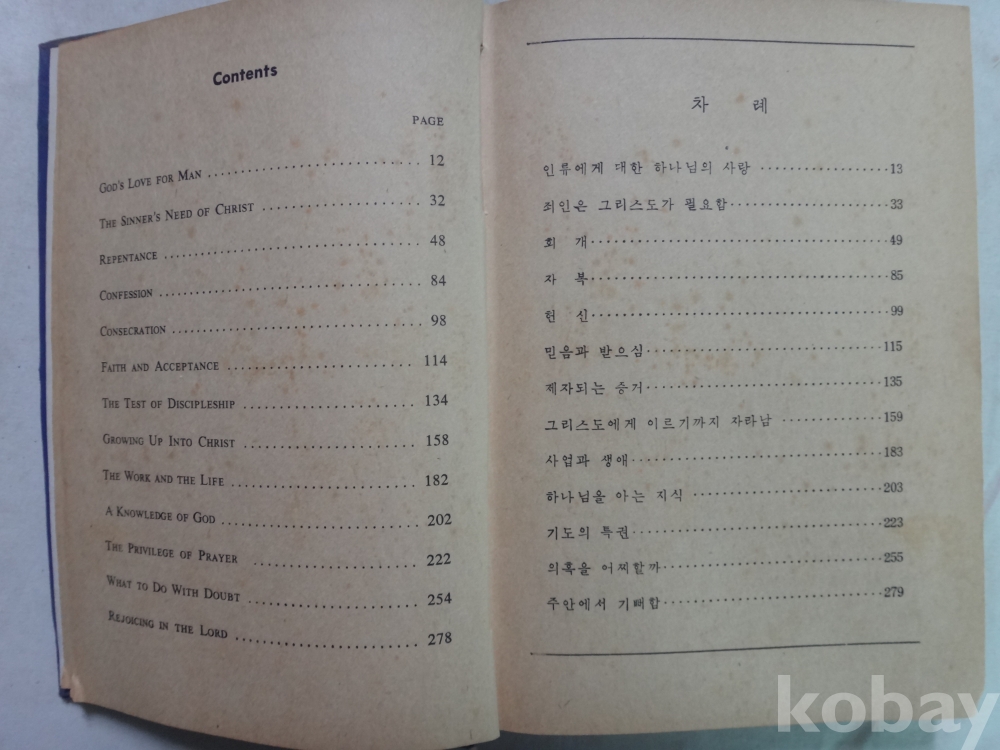 Contents
PAGE
GOD'S LOVE FOR MAN ........................ 12
THE SINNER'S NEED OF CHRIST ........................ 32
REPENTANCE ........................ 48
CONFESSION ........................ 84
CONSECRATION ........................ 98
FAITH AND ACCEPTANCE ........................ 114
THE TEST OF DISCIPLESHIP ........................ 134
GROWING UP INTO CHRIST ........................ 158
THE WORK AND THE LIFE ........................ 182
A KNOWLEDGE OF GOD ........................ 202
THE PRIVILEGE OF PRAYER ........................ 222
WHAT TO DO WITH DOUBT ........................ 254
REJOICING IN THE LORD ........................ 278
차 례
인류에게 대한 하나님의 사랑 ........................ 13
죄인은 그리스도가 필요함 ........................ 33
회 개 ........................ 49
자 복 ........................ 85
헌 신 ........................ 99
믿음과 받으심 ........................ 115
제자되는 증거 ........................ 135
그리스도에게 이르기까지 자라남 ........................ 159
사업과 생애 ........................ 183
하나님을 아는 지식 ........................ 203
기도의 특권 ........................ 223
의혹을 어찌할까 ........................ 255
주안에서 기뻐함 ........................ 279
kobay